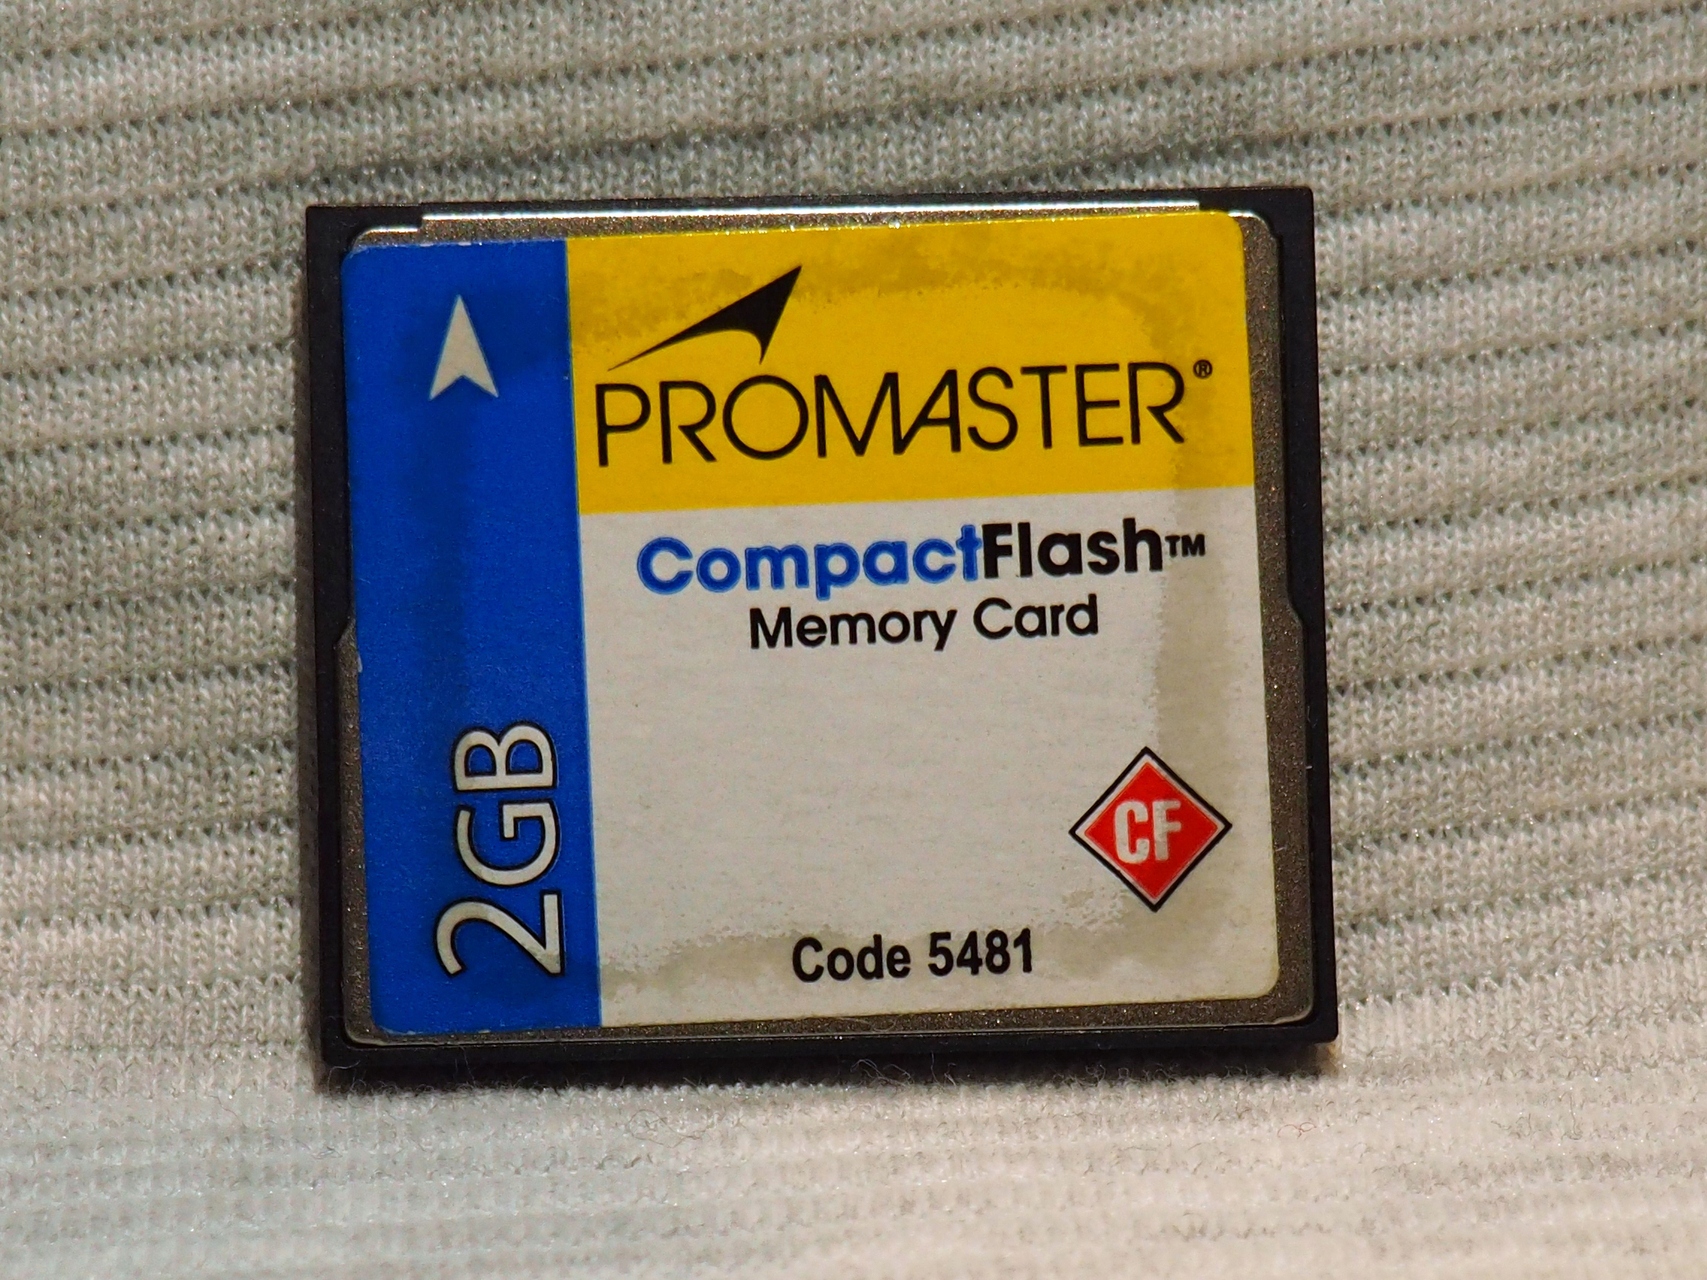 PROMASTER®
CompactFlash™
Memory Card
2GB
CF
Code 5481